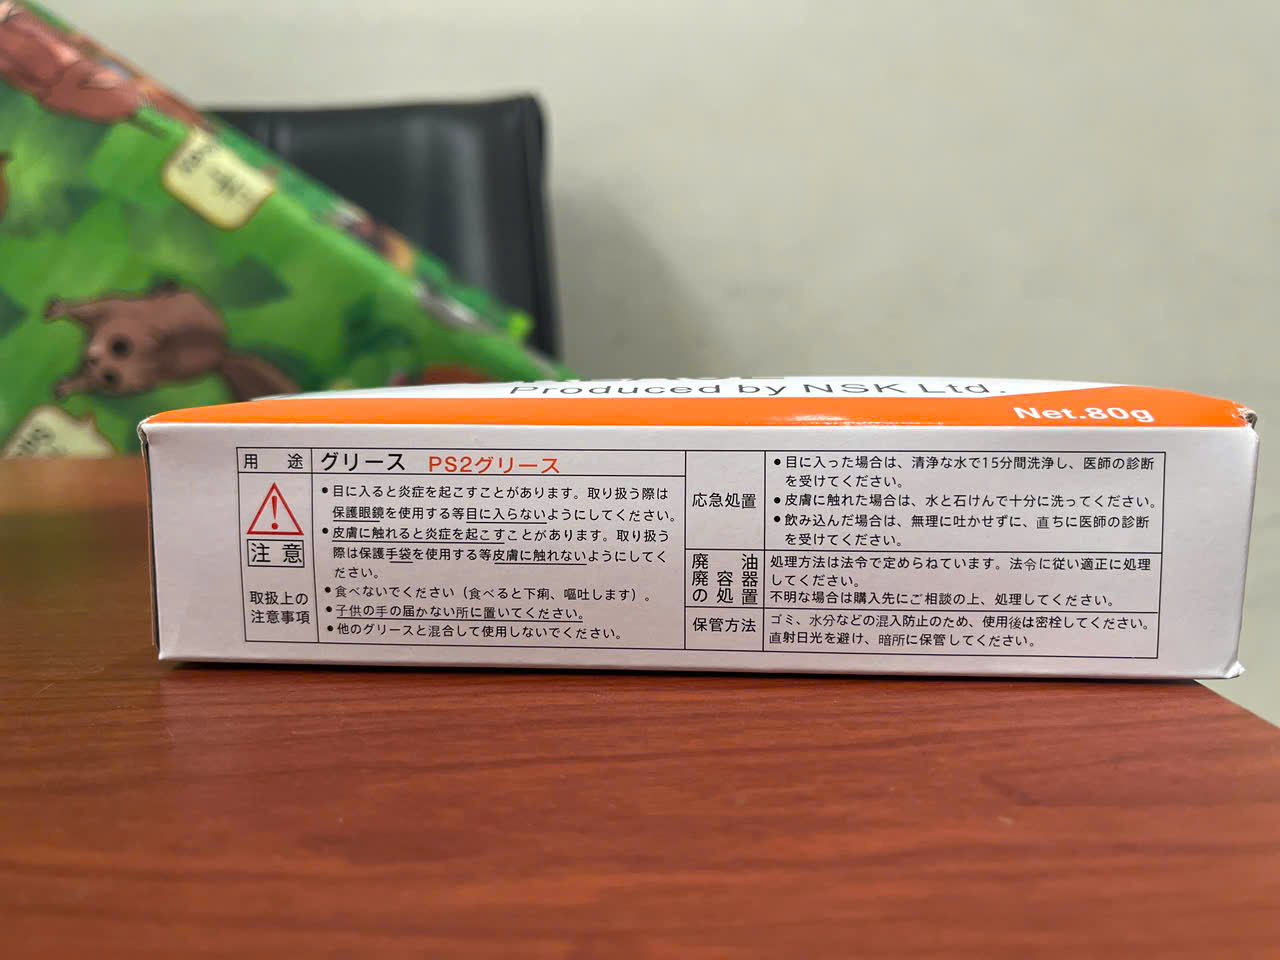 Produced by NSK Ltd.
Net.80g
用 途
グリース PS2グリース
注 意
取扱上の
注意事項
●目に入ると炎症を起こすことがあります。取り扱う際は
保護眼鏡を使用する等目に入らないようにしてください。
●皮膚に触れると炎症を起こすことがあります。取り扱う
際は保護手袋を使用する等皮膚に触れないようにしてく
ださい。
●食べないでください（食べると下痢、嘔吐します）。
●子供の手の届かない所に置いてください。
●他のグリースと混合して使用しないでください。
応急処置
●目に入った場合は、清浄な水で15分間洗浄し、医師の診断
を受けてください。
●皮膚に触れた場合は、水と石けんで十分に洗ってください。
●飲み込んだ場合は、無理に吐かせずに、直ちに医師の診断
を受けてください。
廃 油
廃 容 器
の 処 置
処理方法は法令で定めらねています。法令に従い適正に処理
してください。
不明な場合は購入先にご相談の上、処理してください。
保管方法
ゴミ、水分などの混入防止のため、使用後は密栓してください。
直射日光を避け、暗所に保管してください。